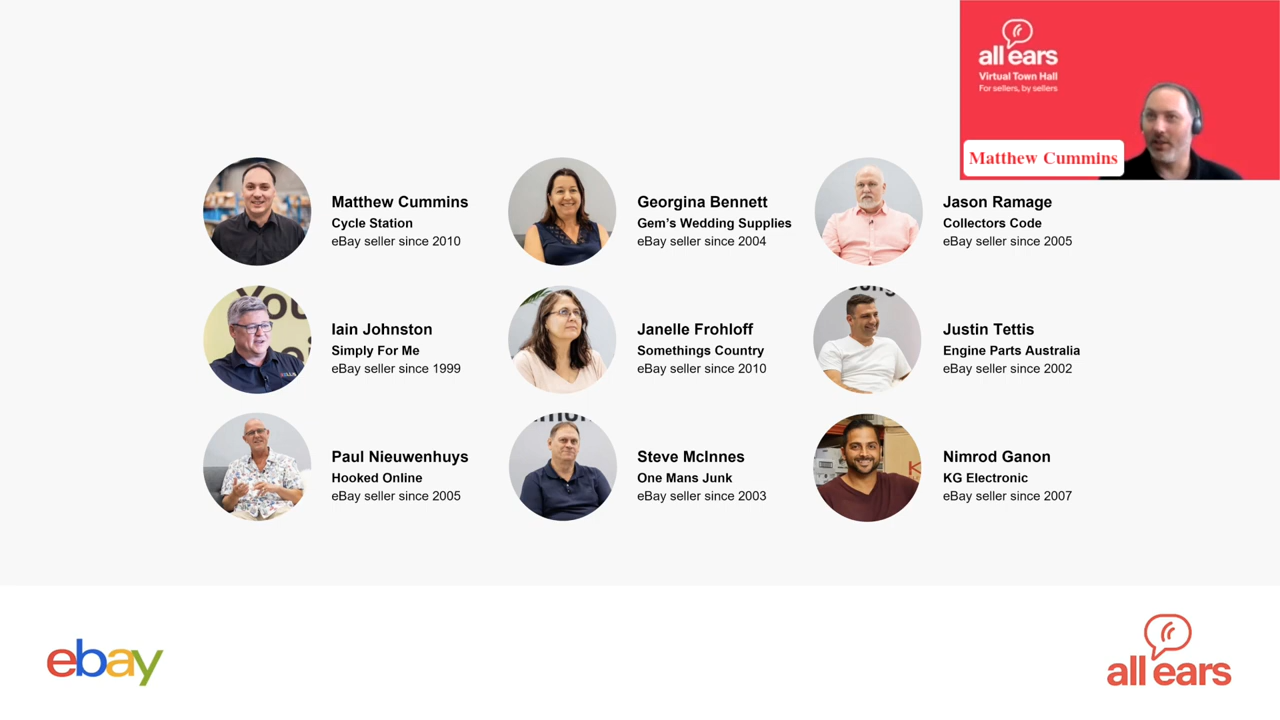 all ears
Virtual Town Hall
For sellers, by sellers
Matthew Cummins
Matthew Cummins
Cycle Station
eBay seller since 2010
Georgina Bennett
Gem's Wedding Supplies
eBay seller since 2004
Jason Ramage
Collectors Code
eBay seller since 2005
Iain Johnston
Simply For Me
eBay seller since 1999
Janelle Frohloff
Somethings Country
eBay seller since 2010
Justin Tettis
Engine Parts Australia
eBay seller since 2002
Paul Nieuwenhuys
Hooked Online
eBay seller since 2005
Steve McInnes
One Mans Junk
eBay seller since 2003
Nimrod Ganon
KG Electronic
eBay seller since 2007
ebay
all ears